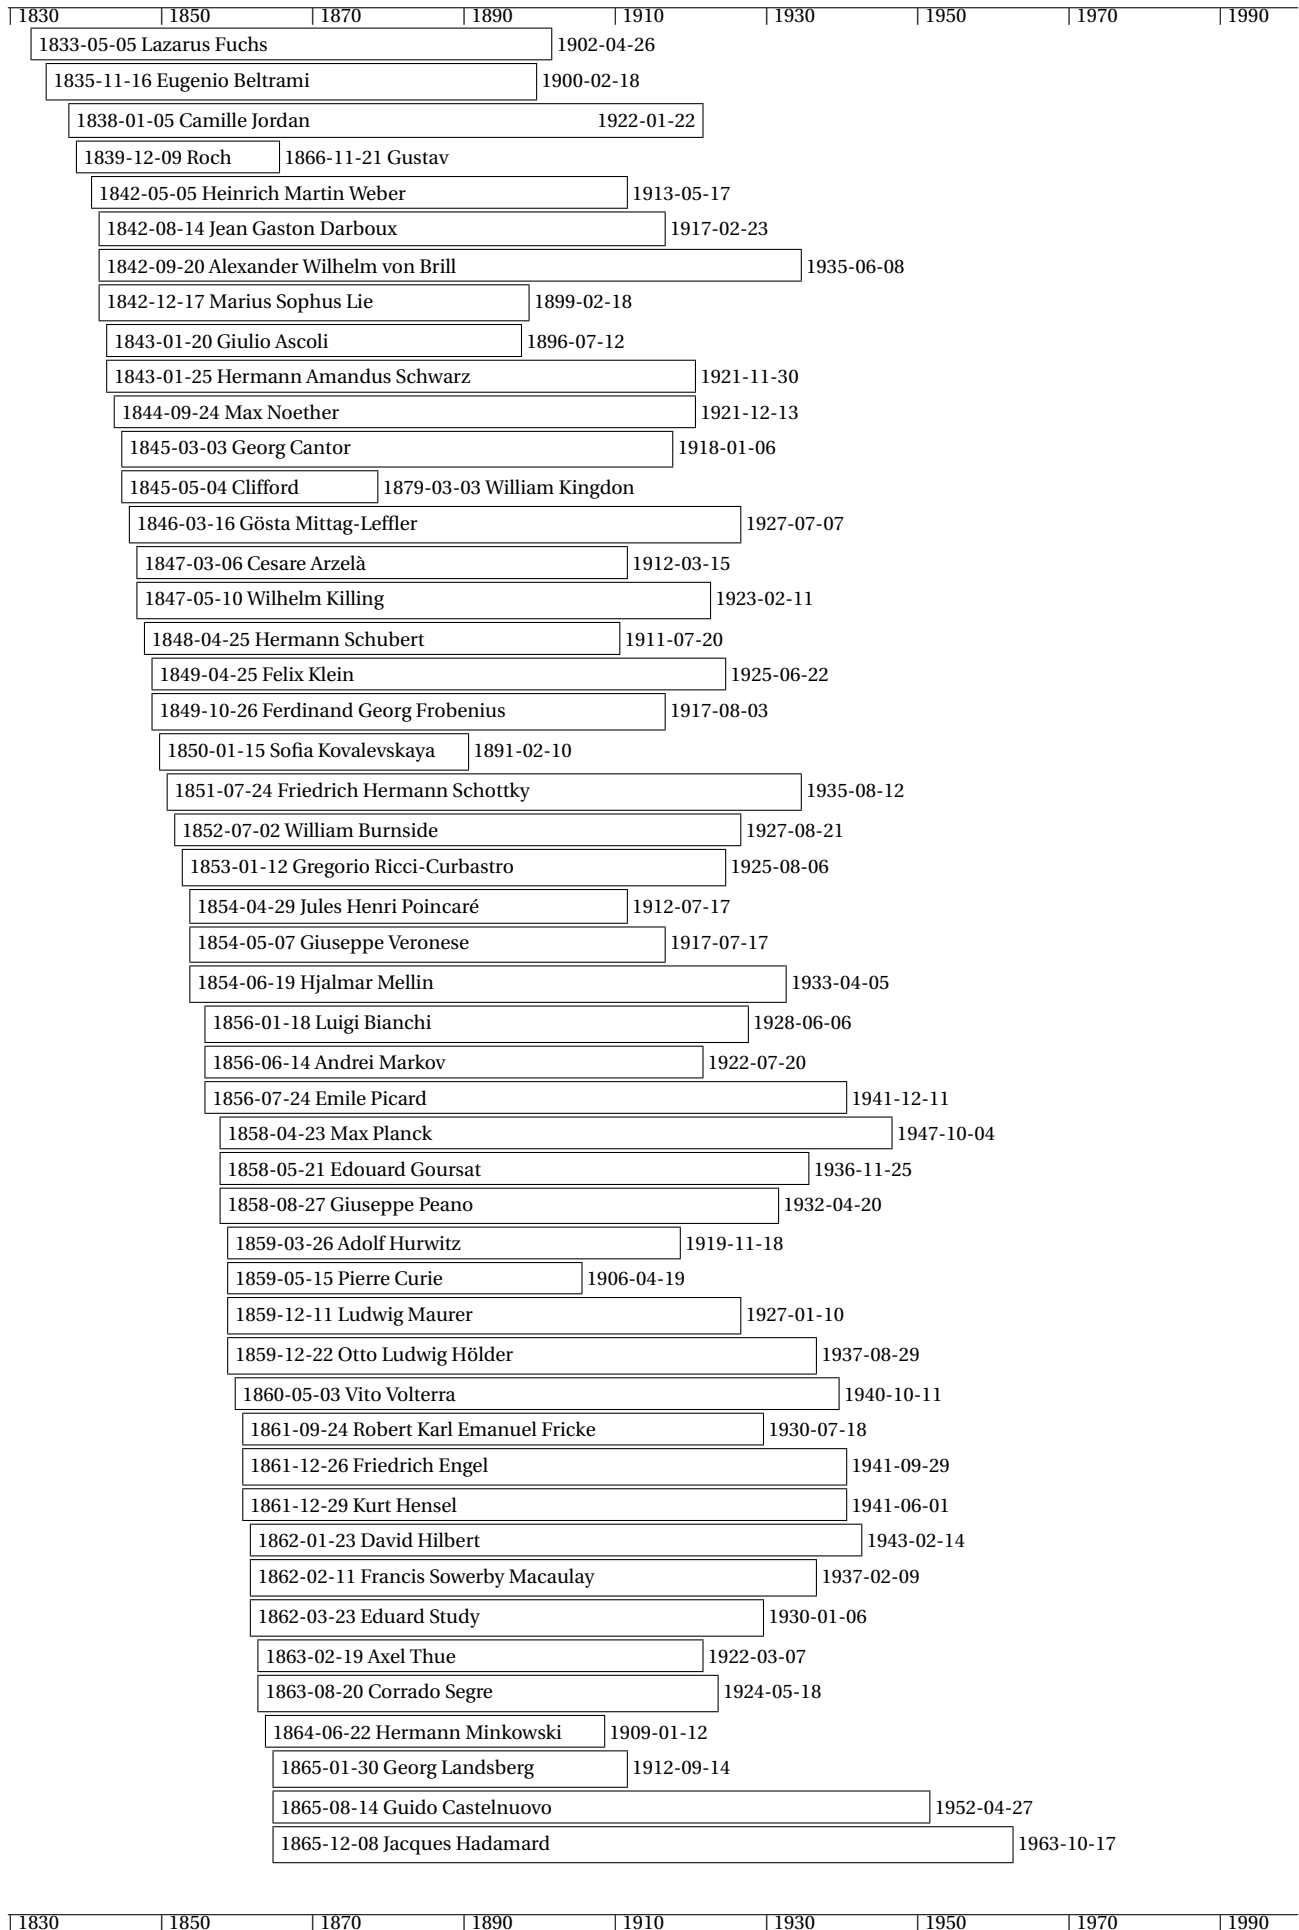 1830 1850 1870 1890 1910 1930 1950 1970 1990
1833-05-05 Lazarus Fuchs 1902-04-26
1835-11-16 Eugenio Beltrami 1900-02-18
1838-01-05 Camille Jordan 1922-01-22
1839-12-09 Roch 1866-11-21 Gustav
1842-05-05 Heinrich Martin Weber 1913-05-17
1842-08-14 Jean Gaston Darboux 1917-02-23
1842-09-20 Alexander Wilhelm von Brill 1935-06-08
1842-12-17 Marius Sophus Lie 1899-02-18
1843-01-20 Giulio Ascoli 1896-07-12
1843-01-25 Hermann Amandus Schwarz 1921-11-30
1844-09-24 Max Noether 1921-12-13
1845-03-03 Georg Cantor 1918-01-06
1845-05-04 Clifford 1879-03-03 William Kingdon
1846-03-16 Gösta Mittag-Leffler 1927-07-07
1847-03-06 Cesare Arzelà 1912-03-15
1847-05-10 Wilhelm Killing 1923-02-11
1848-04-25 Hermann Schubert 1911-07-20
1849-04-25 Felix Klein 1925-06-22
1849-10-26 Ferdinand Georg Frobenius 1917-08-03
1850-01-15 Sofia Kovalevskaya 1891-02-10
1851-07-24 Friedrich Hermann Schottky 1935-08-12
1852-07-02 William Burnside 1927-08-21
1853-01-12 Gregorio Ricci-Curbastro 1925-08-06
1854-04-29 Jules Henri Poincaré 1912-07-17
1854-05-07 Giuseppe Veronese 1917-07-17
1854-06-19 Hjalmar Mellin 1933-04-05
1856-01-18 Luigi Bianchi 1928-06-06
1856-06-14 Andrei Markov 1922-07-20
1856-07-24 Emile Picard 1941-12-11
1858-04-23 Max Planck 1947-10-04
1858-05-21 Edouard Goursat 1936-11-25
1858-08-27 Giuseppe Peano 1932-04-20
1859-03-26 Adolf Hurwitz 1919-11-18
1859-05-15 Pierre Curie 1906-04-19
1859-12-11 Ludwig Maurer 1927-01-10
1859-12-22 Otto Ludwig Hölder 1937-08-29
1860-05-03 Vito Volterra 1940-10-11
1861-09-24 Robert Karl Emanuel Fricke 1930-07-18
1861-12-26 Friedrich Engel 1941-09-29
1861-12-29 Kurt Hensel 1941-06-01
1862-01-23 David Hilbert 1943-02-14
1862-02-11 Francis Sowerby Macaulay 1937-02-09
1862-03-23 Eduard Study 1930-01-06
1863-02-19 Axel Thue 1922-03-07
1863-08-20 Corrado Segre 1924-05-18
1864-06-22 Hermann Minkowski 1909-01-12
1865-01-30 Georg Landsberg 1912-09-14
1865-08-14 Guido Castelnuovo 1952-04-27
1865-12-08 Jacques Hadamard 1963-10-17
1830 1850 1870 1890 1910 1930 1950 1970 1990